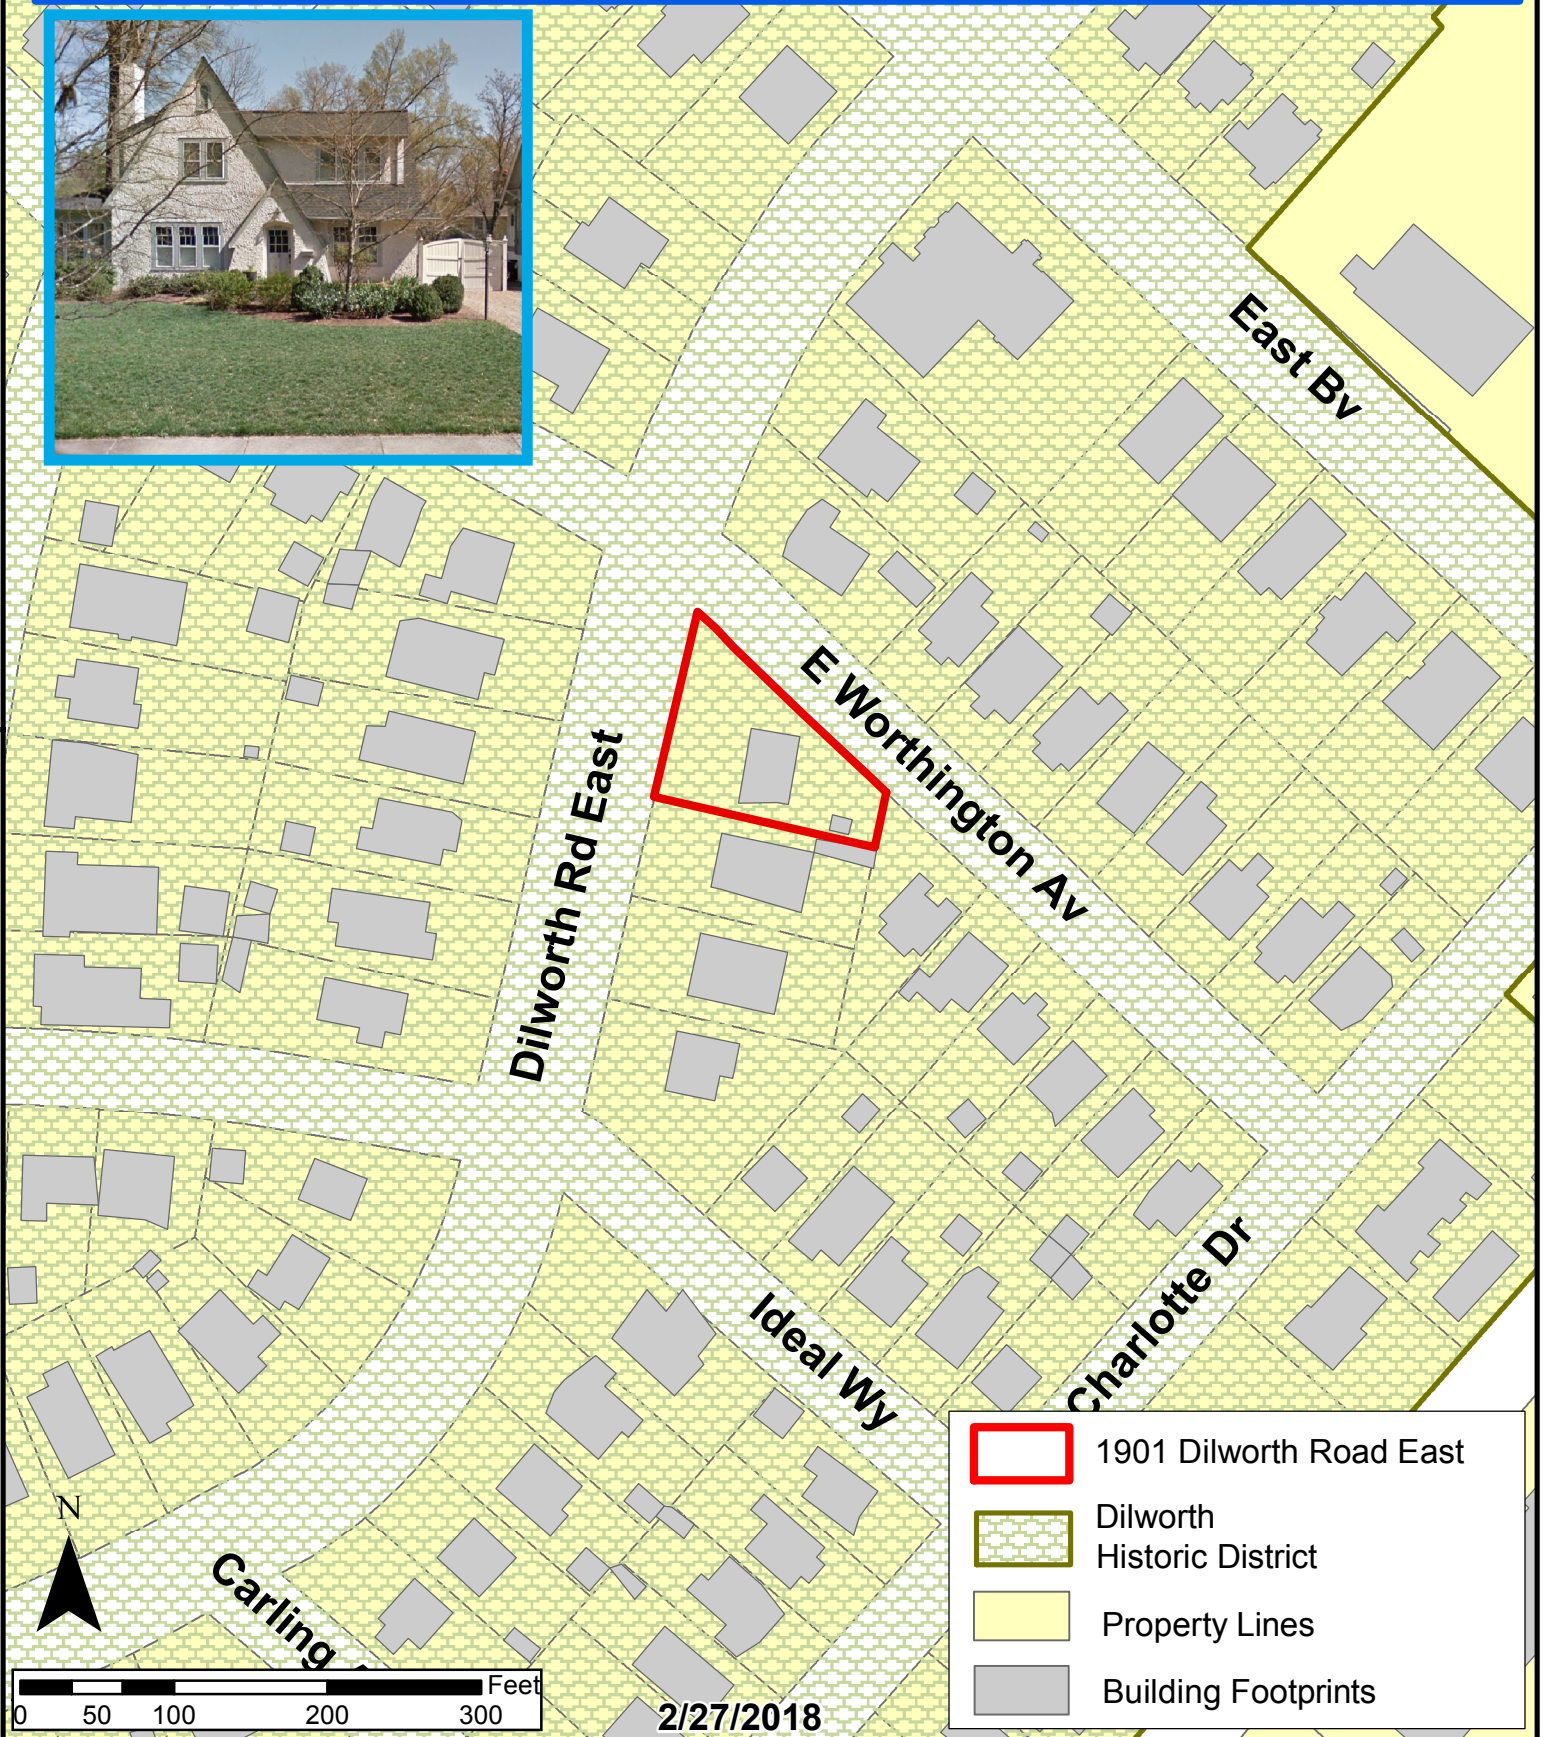 East Bv
E Worthington Av
Dilworth Rd East
Ideal Wy
Charlotte Dr
Carling
N
Feet
0 50 100 200 300
2/27/2018
1901 Dilworth Road East
Dilworth
Historic District
Property Lines
Building Footprints